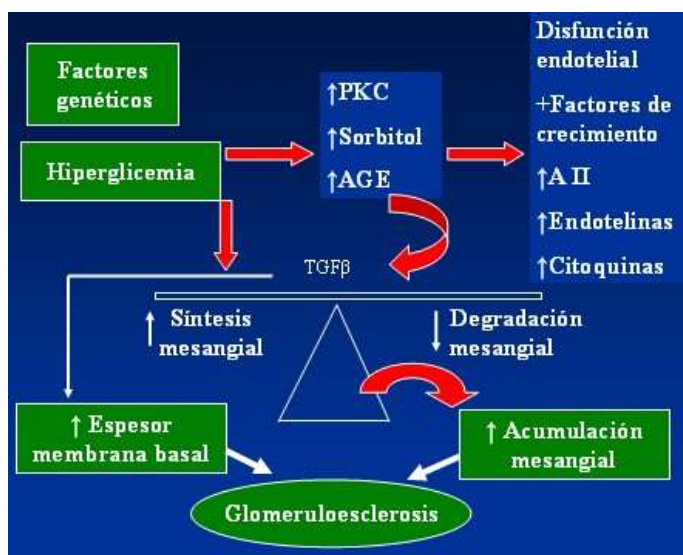 Factores
genéticos
Hiperglicemia
↑PKC
↑Sorbitol
↑AGE
Disfunción
endotelial
+Factores de
crecimiento
↑A II
↑Endotelinas
↑Citoquinas
TGFβ
↑ Síntesis
mesangial
↓ Degradación
mesangial
↑ Espesor
membrana basal
↑ Acumulación
mesangial
Glomeruloesclerosis